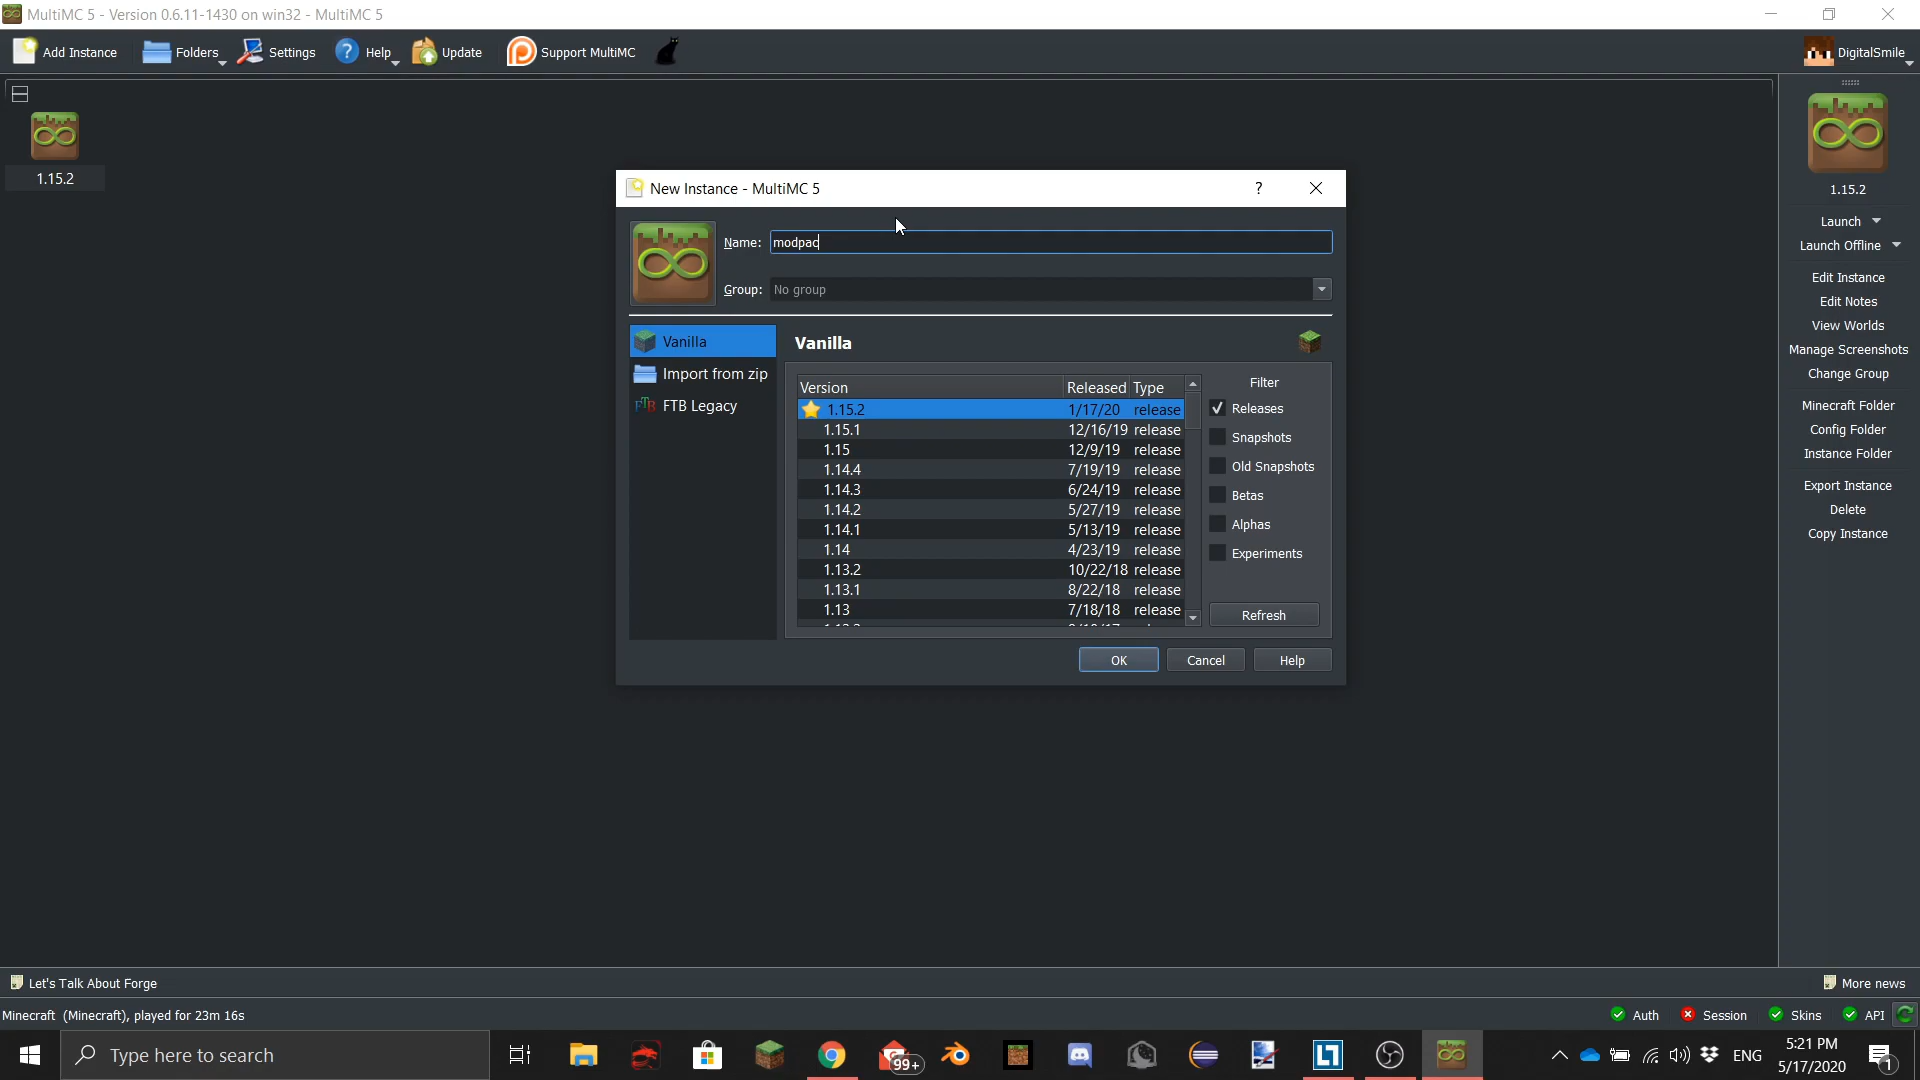 MultiMC 5 - Version 0.6.11-1430 on win32 - MultiMC 5
Add Instance Folders Settings Help Update Support MultiMC DigitalSmile
1.15.2
1.15.2
Launch
Launch Offline
Edit Instance
Edit Notes
View Worlds
Manage Screenshots
Change Group
Minecraft Folder
Config Folder
Instance Folder
Export Instance
Delete
Copy Instance
New Instance - MultiMC 5 ?
Name: modpac
Group: No group
Vanilla
Import from zip
FTB FTB Legacy
Vanilla
Version Released Type
1.15.2 1/17/20 release
1.15.1 12/16/19 release
1.15 12/9/19 release
1.14.4 7/19/19 release
1.14.3 6/24/19 release
1.14.2 5/27/19 release
1.14.1 5/13/19 release
1.14 4/23/19 release
1.13.2 10/22/18 release
1.13.1 8/22/18 release
1.13 7/18/18 release
Filter
Releases
Snapshots
Old Snapshots
Betas
Alphas
Experiments
Refresh
OK Cancel Help
Let's Talk About Forge More news
Minecraft (Minecraft), played for 23m 16s Auth Session Skins API
Type here to search 99+ ENG 5:21 PM
5/17/2020 1